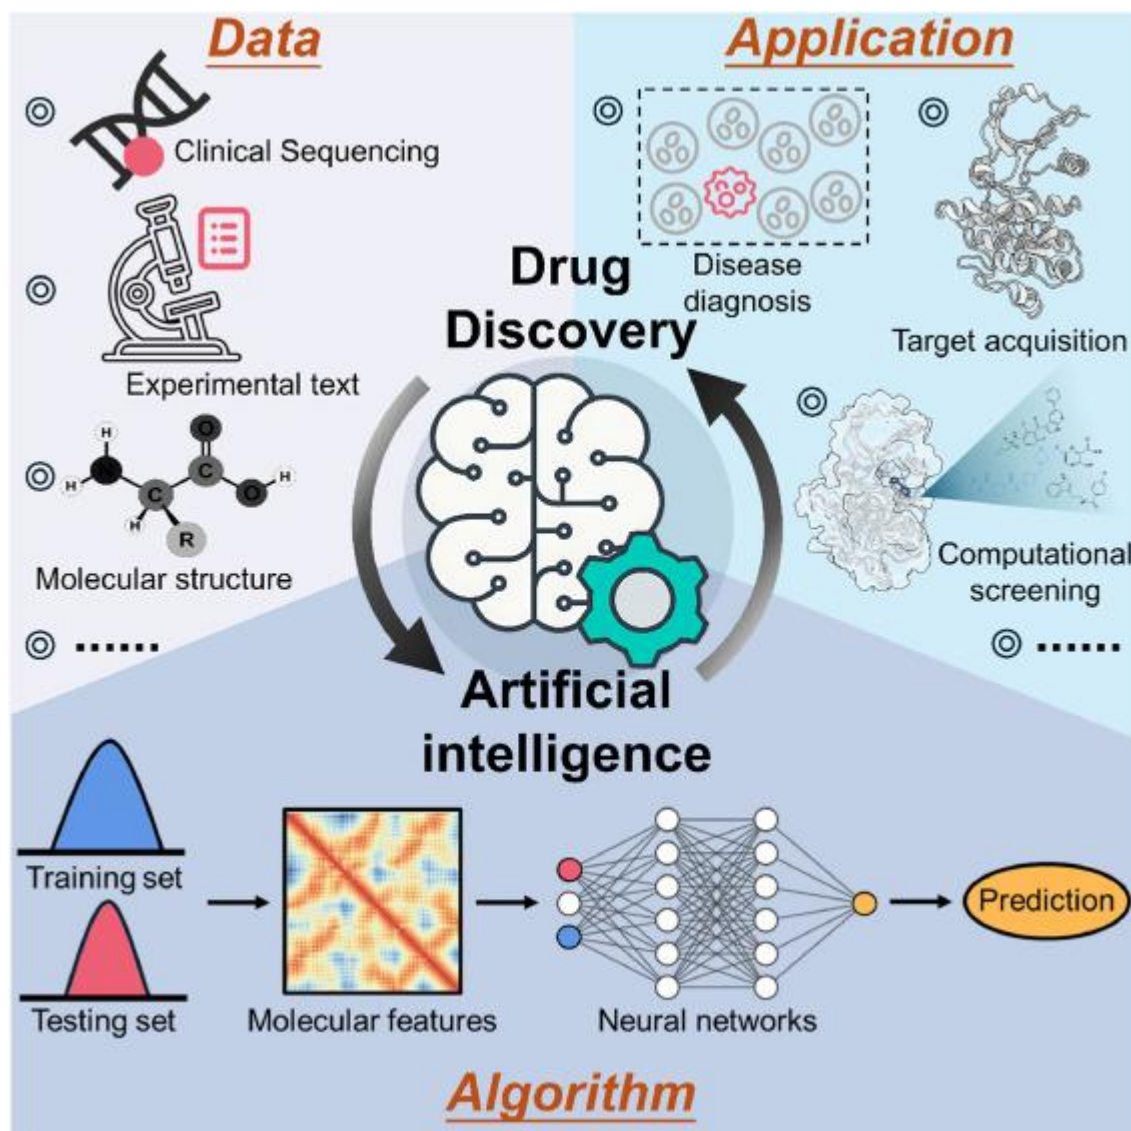 Data
Clinical Sequencing
Experimental text
H
H
N
H
C
R
C
O
O
H
Molecular structure
......
Application
Disease
diagnosis
Target acquisition
Computational
screening
......
Drug
Discovery
Artificial
intelligence
Training set
Testing set
Molecular features
Neural networks
Prediction
Algorithm